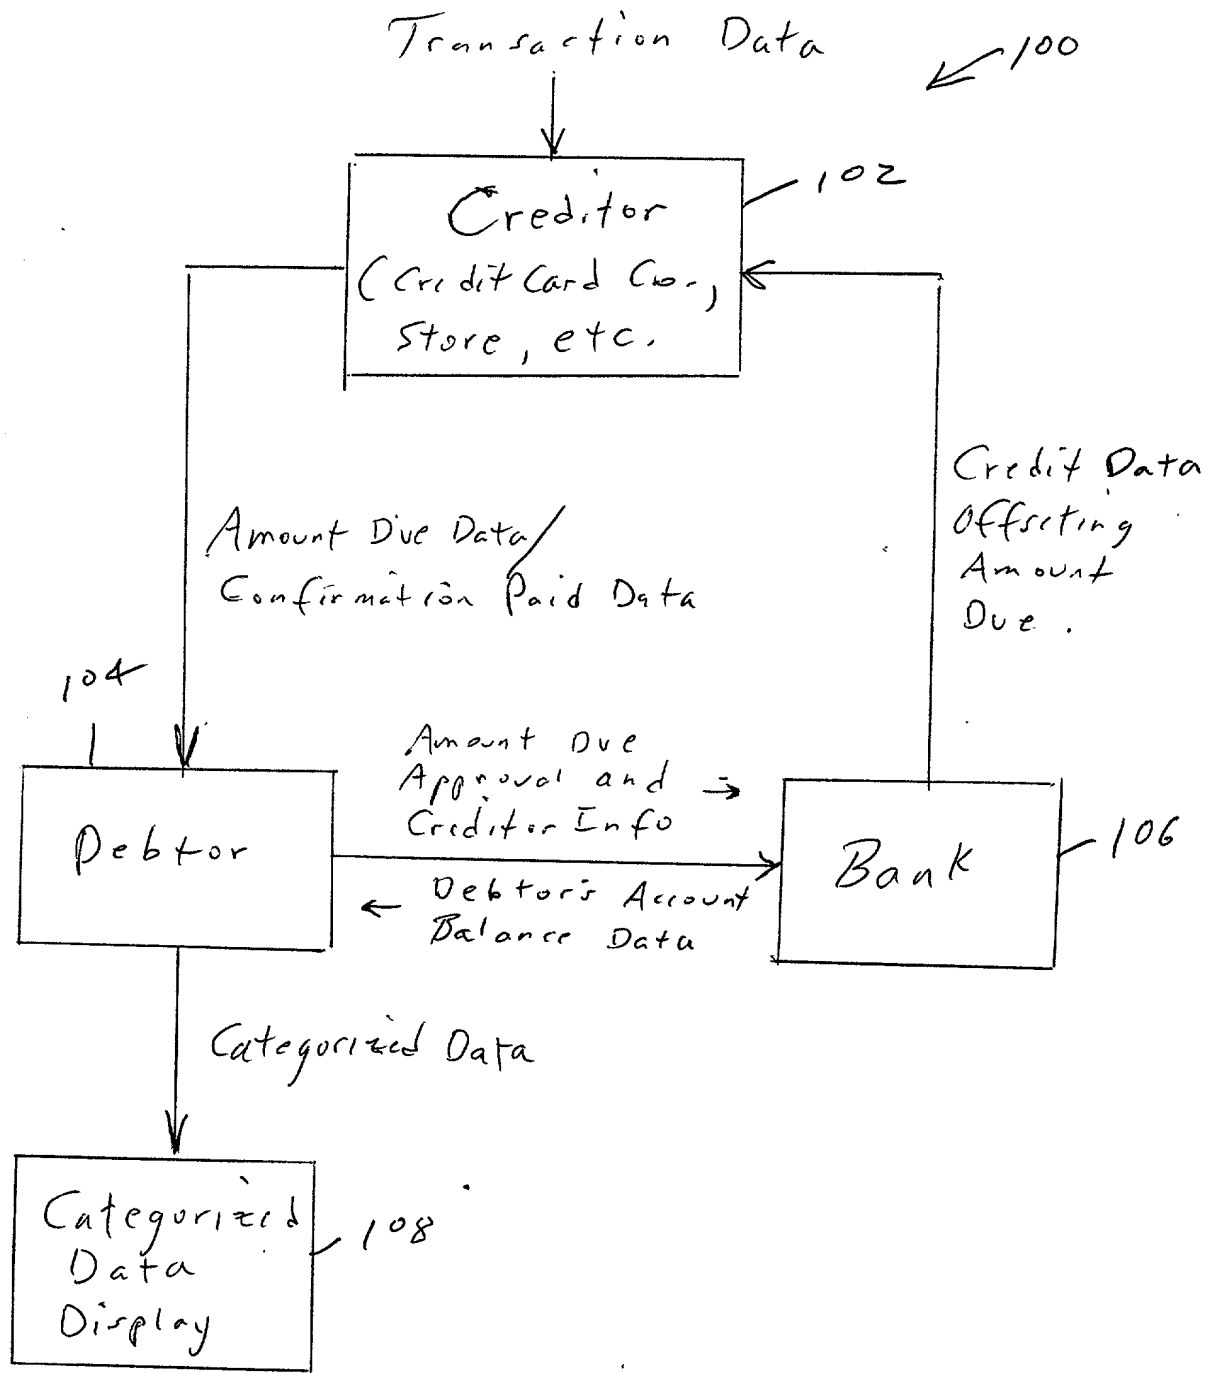 Transaction Data
100
102
Creditor
(Credit Card Co.,
Store, etc.
Credit Data
Offseting
Amount
Due.
Amount Due Data/
Confirmation Paid Data
104
Amount Due
Approval and →
Creditor Info
Debtor
Bank
106
← Debtor's Account
Balance Data
Categorized Data
Categorized
Data
Display
108